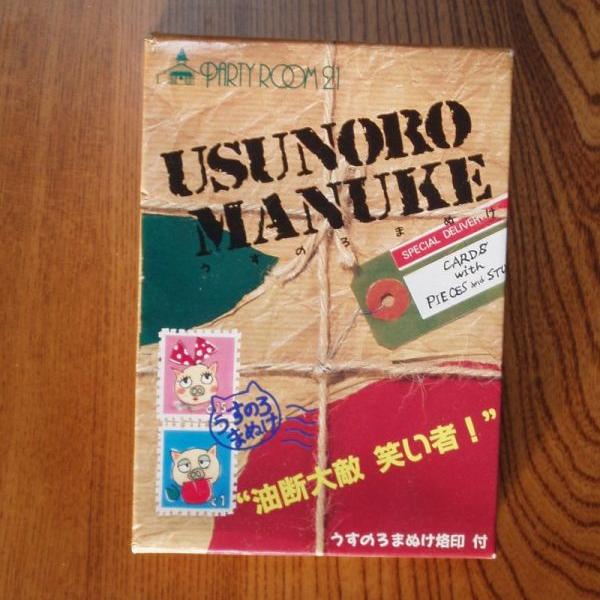 PARTY ROOM 21
USUNORO
MANUKE
うすのろまぬけ
SPECIAL DELIVERY
CARDS
with
PIECES and STU
うすのろ
まぬけ
“油断大敵 笑い者！”
うすのろまぬけ烙印 付